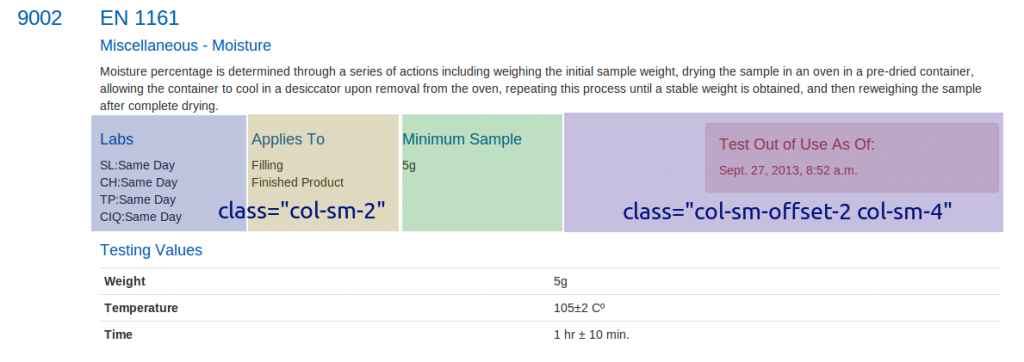 9002 EN 1161
Miscellaneous - Moisture
Moisture percentage is determined through a series of actions including weighing the initial sample weight, drying the sample in an oven in a pre-dried container,
allowing the container to cool in a desiccator upon removal from the oven, repeating this process until a stable weight is obtained, and then reweighing the sample
after complete drying.
Labs
SL:Same Day
CH:Same Day
TP:Same Day
CIQ:Same Day
Applies To
Filling
Finished Product
class="col-sm-2"
Minimum Sample
5g
Test Out of Use As Of:
Sept. 27, 2013, 8:52 a.m.
class="col-sm-offset-2 col-sm-4"
Testing Values
Weight 5g
Temperature 105±2 Cº
Time 1 hr ± 10 min.